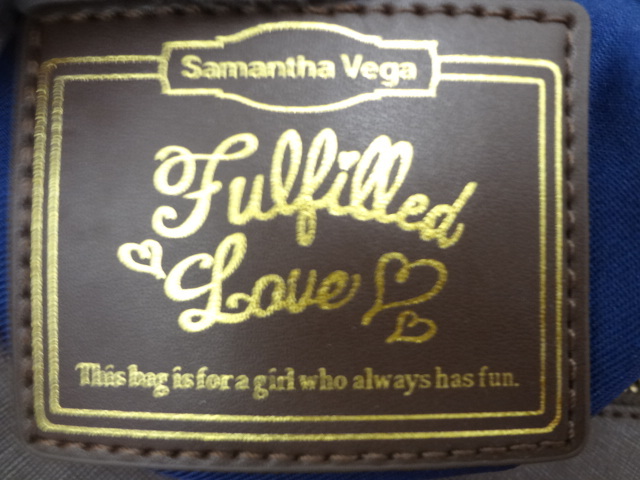 Samantha Vega
Fulfilled
Love
This bag is for a girl who always has fun.